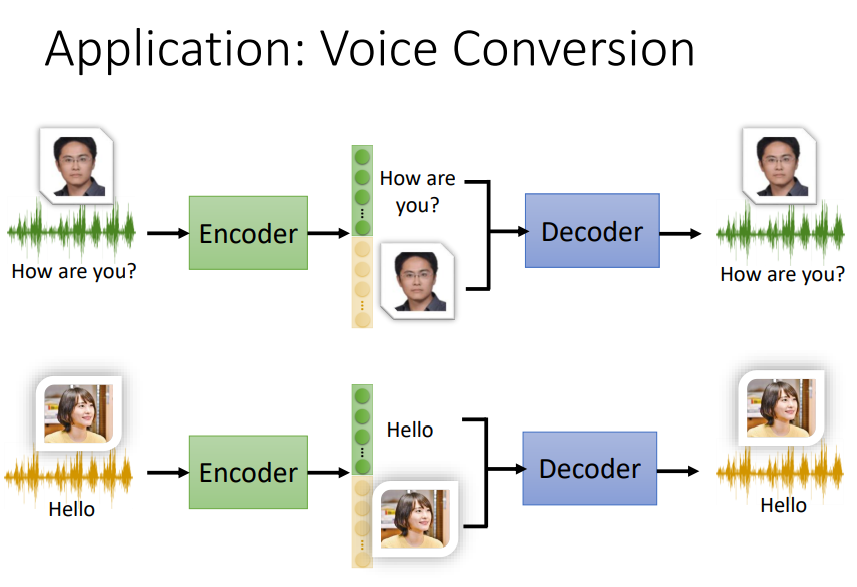 Application: Voice Conversion
How are
you?
Encoder
Decoder
How are you?
How are you?
Hello
Encoder
Decoder
Hello
Hello